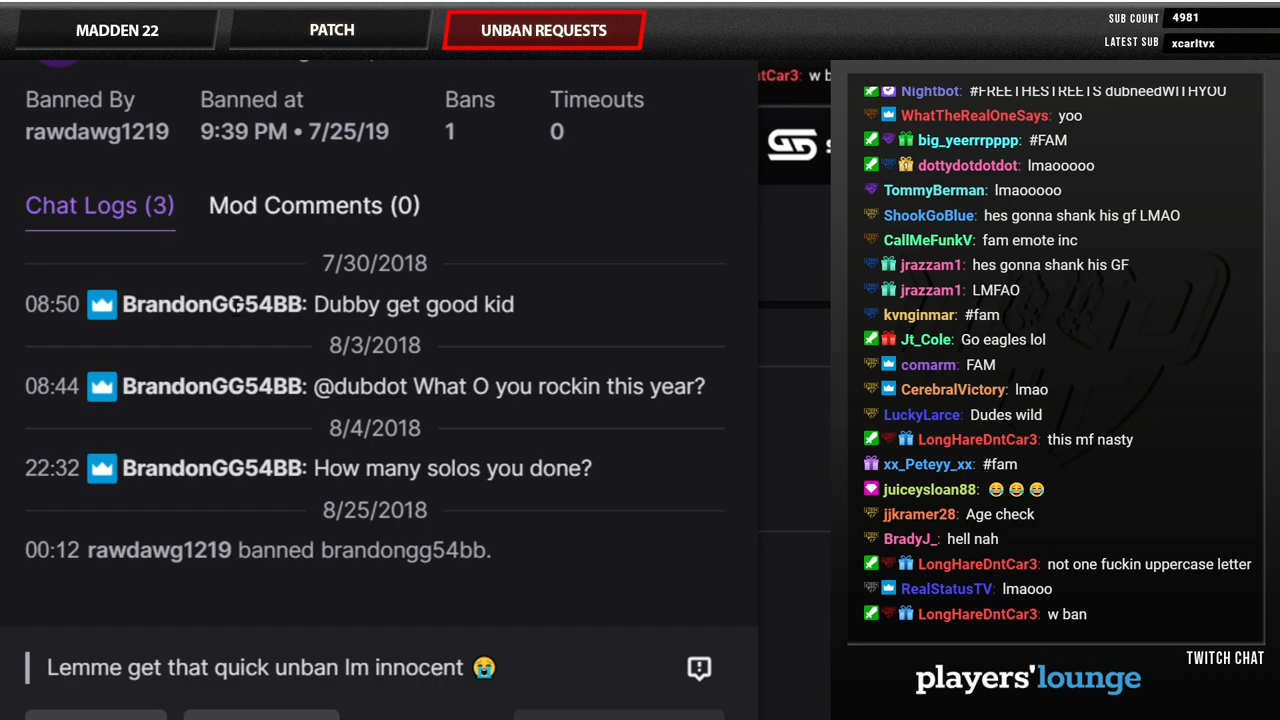 MADDEN 22
PATCH
UNBAN REQUESTS
SUB COUNT 4981
LATEST SUB xcarltvx
Banned By Banned at Bans Timeouts
rawdawg1219 9:39 PM • 7/25/19 1 0
Chat Logs (3) Mod Comments (0)
7/30/2018
08:50 BrandonGG54BB: Dubby get good kid
8/3/2018
08:44 BrandonGG54BB: @dubdot What O you rockin this year?
8/4/2018
22:32 BrandonGG54BB: How many solos you done?
8/25/2018
00:12 rawdawg1219 banned brandongg54bb.
Lemme get that quick unban Im innocent 😭
tCar3: w b
Nightbot: #FREETHESTREETS dubneedWITHYOU
WhatTheRealOneSays: yoo
big_yeerrrpppp: #FAM
dottydotdotdot: lmaooooo
TommyBerman: lmaooooo
ShookGoBlue: hes gonna shank his gf LMAO
CallMeFunkV: fam emote inc
jrazzam1: hes gonna shank his GF
jrazzam1: LMFAO
kvnginmar: #fam
Jt_Cole: Go eagles lol
comarm: FAM
CerebralVictory: lmao
LuckyLarce: Dudes wild
LongHareDntCar3: this mf nasty
xx_Peteyy_xx: #fam
juiceysloan88: 😂 😂 😂
jjkramer28: Age check
BradyJ_: hell nah
LongHareDntCar3: not one fuckin uppercase letter
RealStatusTV: lmaooo
LongHareDntCar3: w ban
TWITCH CHAT
players'lounge